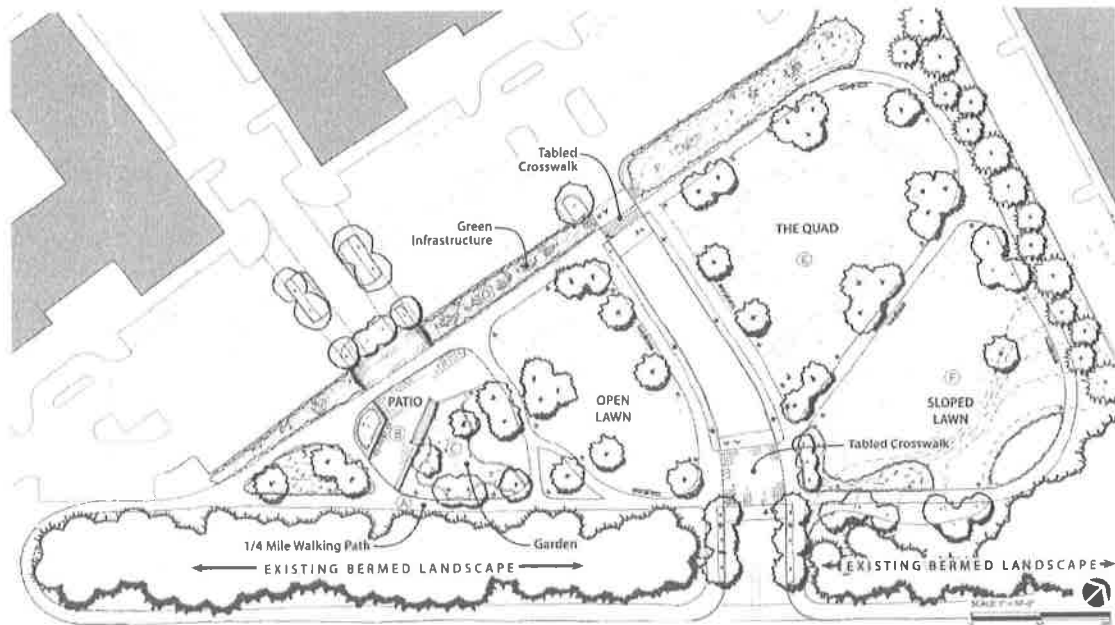 Tabled
Crosswalk
Green
Infrastructure
THE QUAD
E
PATIO
B
OPEN
LAWN
F
SLOPED
LAWN
Tabled Crosswalk
1/4 Mile Walking Path
Garden
EXISTING BERMED LANDSCAPE
EXISTING BERMED LANDSCAPE